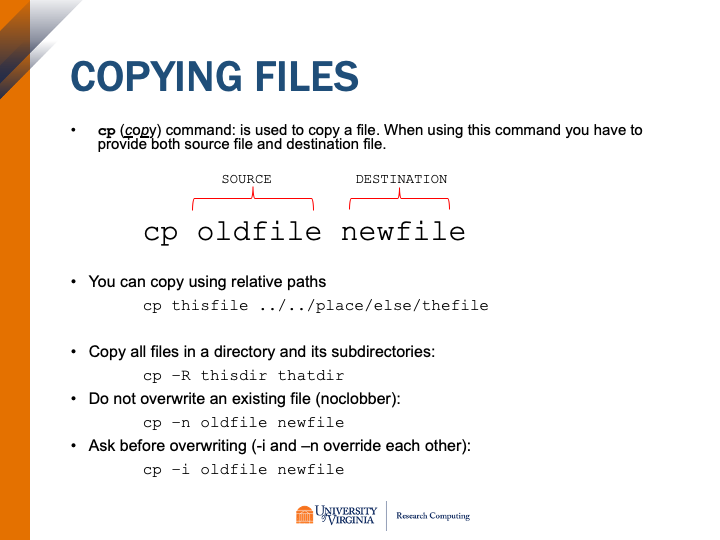 COPYING FILES
• cp (copy) command: is used to copy a file. When using this command you have to
provide both source file and destination file.
SOURCE DESTINATION
cp oldfile newfile
• You can copy using relative paths
cp thisfile ../../place/else/thefile
• Copy all files in a directory and its subdirectories:
cp –R thisdir thatdir
• Do not overwrite an existing file (noclobber):
cp –n oldfile newfile
• Ask before overwriting (-i and –n override each other):
cp –i oldfile newfile
UNIVERSITY
of VIRGINIA
Research Computing